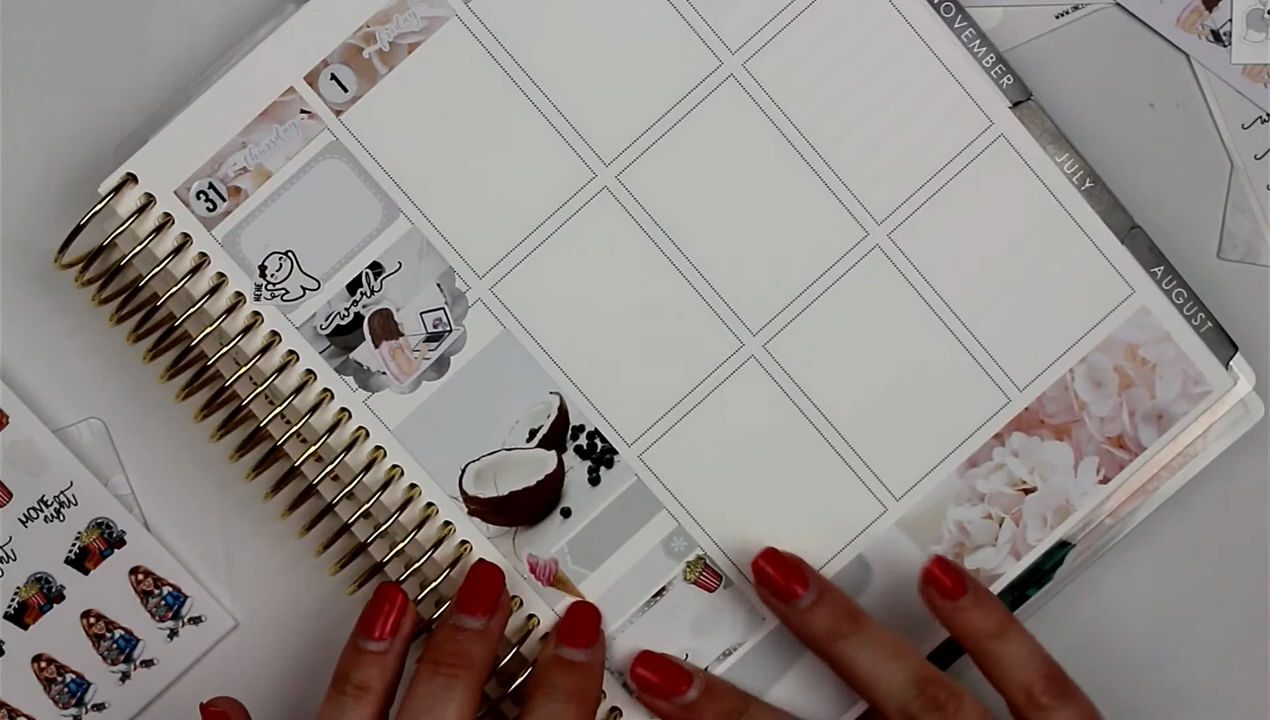 friday
1
thursday
31
HEHE
work
NOVEMBER
JULY
AUGUST
MOVIE
night